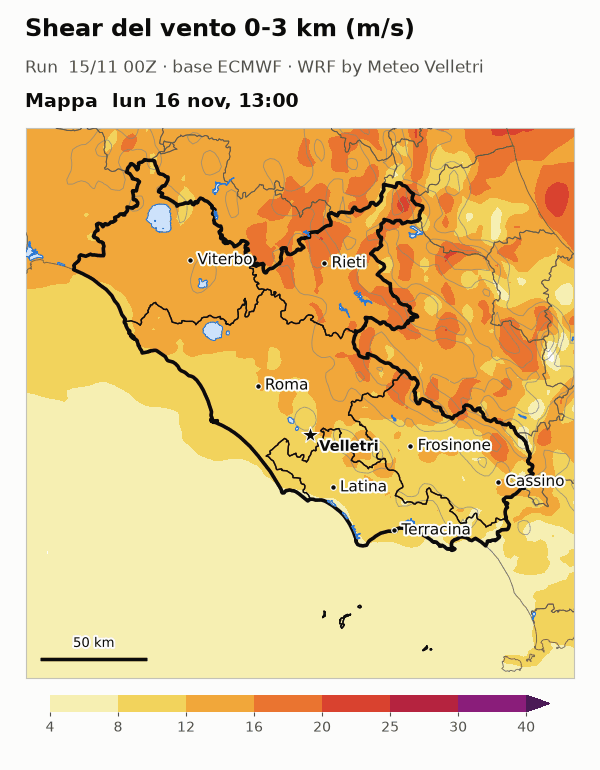 Shear del vento 0-3 km (m/s)
Run  15/11 00Z · base ECMWF · WRF by Meteo Velletri
Mappa  lun 16 nov, 13:00
Viterbo
Rieti
Roma
Velletri
Frosinone
Cassino
Latina
Terracina
50 km
4 8 12 16 20 25 30 40